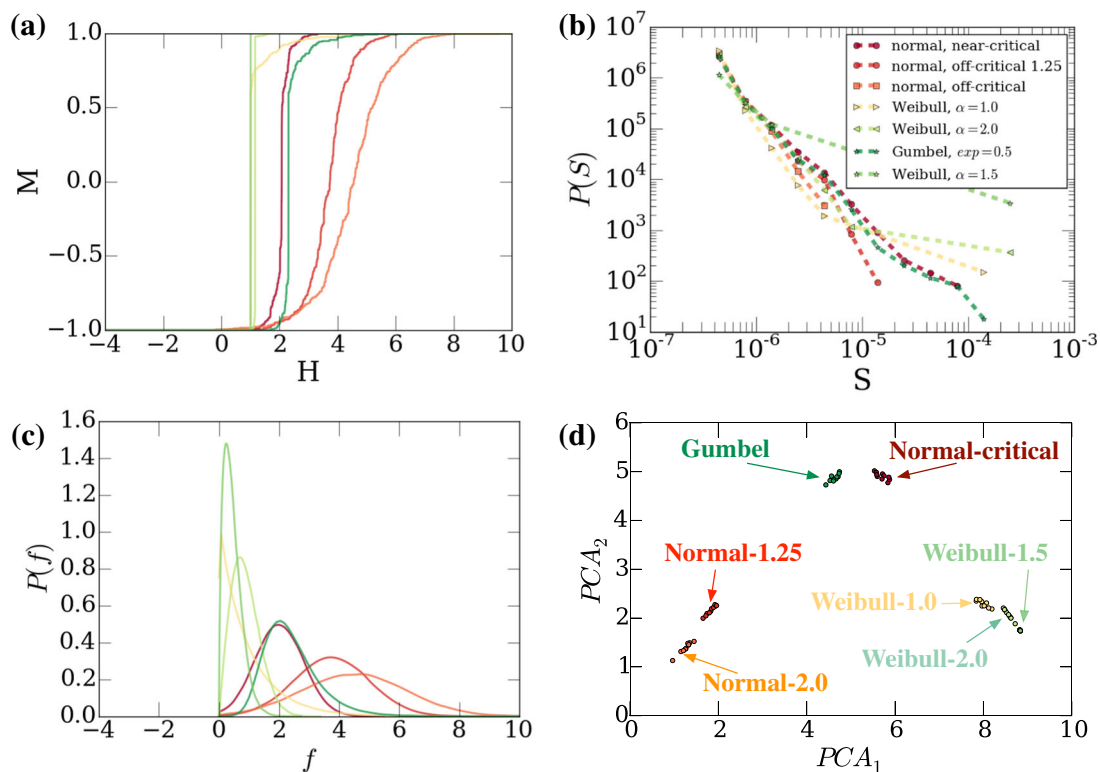 (a)
1.0
0.5
0.0
−0.5
−1.0
M
−4 −2 0 2 4 6 8 10
H
(b)
10^7
10^6
10^5
10^4
10^3
10^2
10^1
P(S)
10^-7 10^-6 10^-5 10^-4 10^-3
S
normal, near-critical
normal, off-critical 1.25
normal, off-critical
Weibull, α=1.0
Weibull, α=2.0
Gumbel, exp=0.5
Weibull, α=1.5
(c)
1.6
1.4
1.2
1.0
0.8
0.6
0.4
0.2
0.0
P(f)
−4 −2 0 2 4 6 8 10
f
(d)
6
5
4
3
2
1
0
PCA_2
Gumbel
Normal-critical
Normal-1.25
Weibull-1.5
Weibull-1.0
Weibull-2.0
Normal-2.0
0 2 4 6 8 10
PCA_1